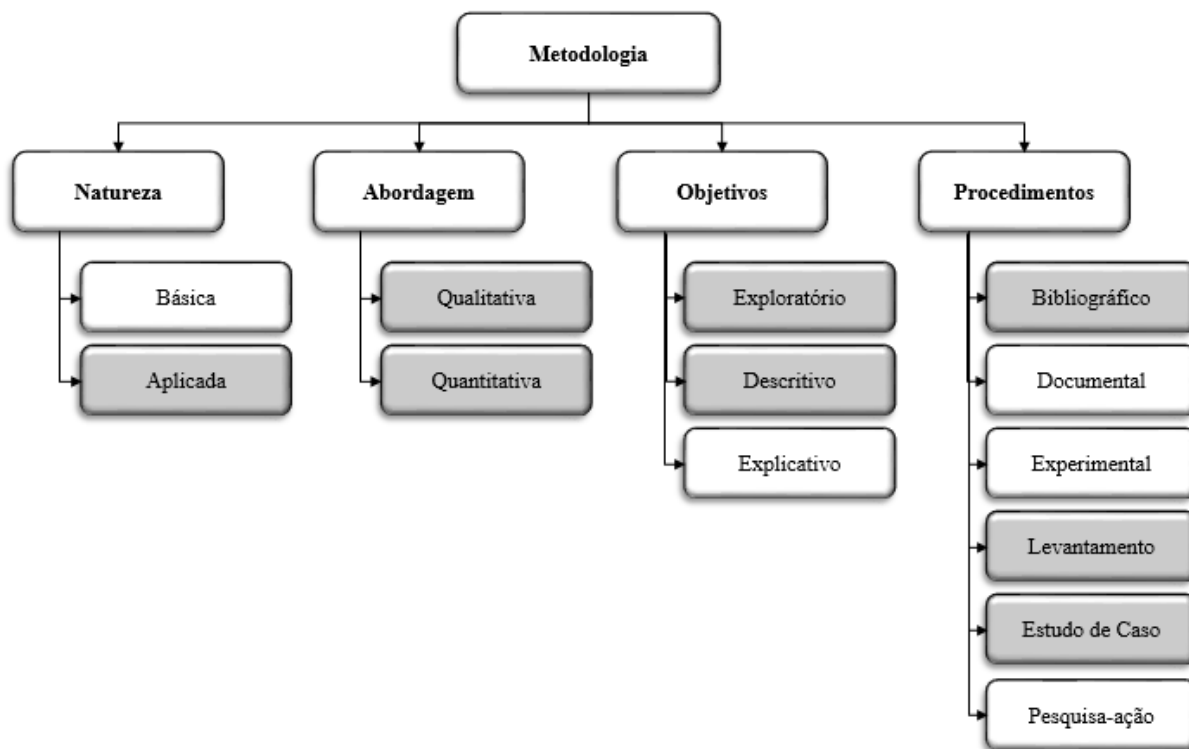 Metodologia
Natureza
Abordagem
Objetivos
Procedimentos
Básica
Qualitativa
Exploratório
Bibliográfico
Aplicada
Quantitativa
Descritivo
Documental
Explicativo
Experimental
Levantamento
Estudo de Caso
Pesquisa-ação